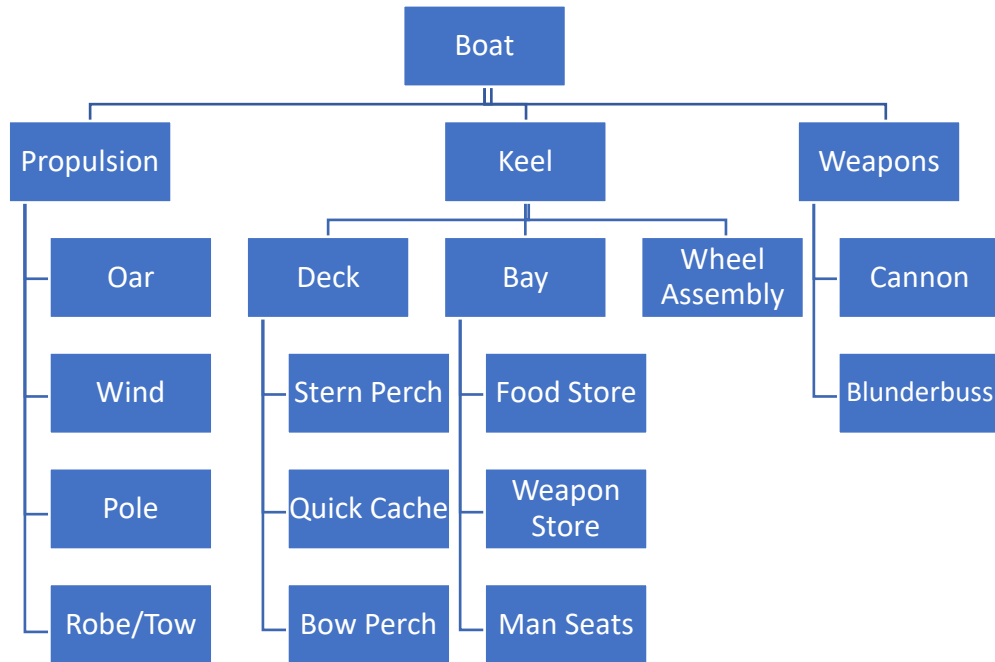 Boat
Propulsion
Keel
Weapons
Oar
Deck
Bay
Wheel
Assembly
Cannon
Wind
Stern Perch
Food Store
Blunderbuss
Pole
Quick Cache
Weapon
Store
Robe/Tow
Bow Perch
Man Seats